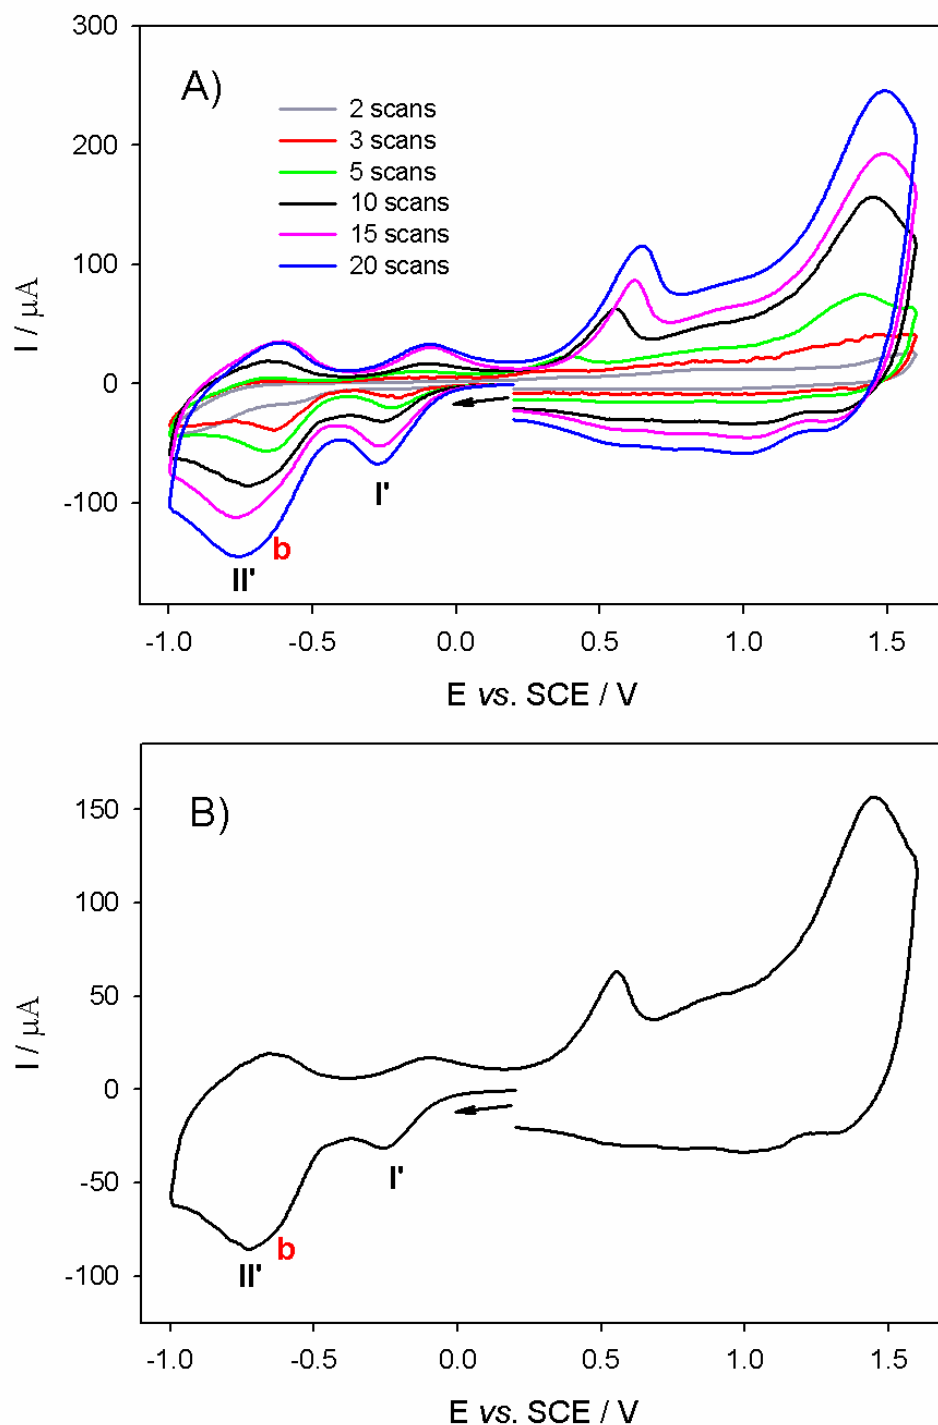 300
A)
2 scans
3 scans
5 scans
10 scans
15 scans
20 scans
200
100
0
-100
I / µA
I'
b
II'
-1.0 -0.5 0.0 0.5 1.0 1.5
E vs. SCE / V
B)
150
100
50
0
-50
-100
I / µA
I'
b
II'
-1.0 -0.5 0.0 0.5 1.0 1.5
E vs. SCE / V